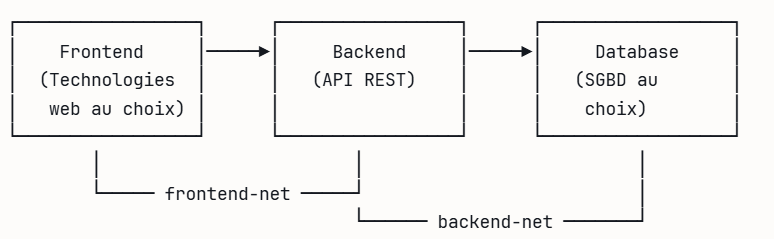 Frontend
(Technologies
web au choix)
Backend
(API REST)
Database
(SGBD au
choix)
frontend-net
backend-net